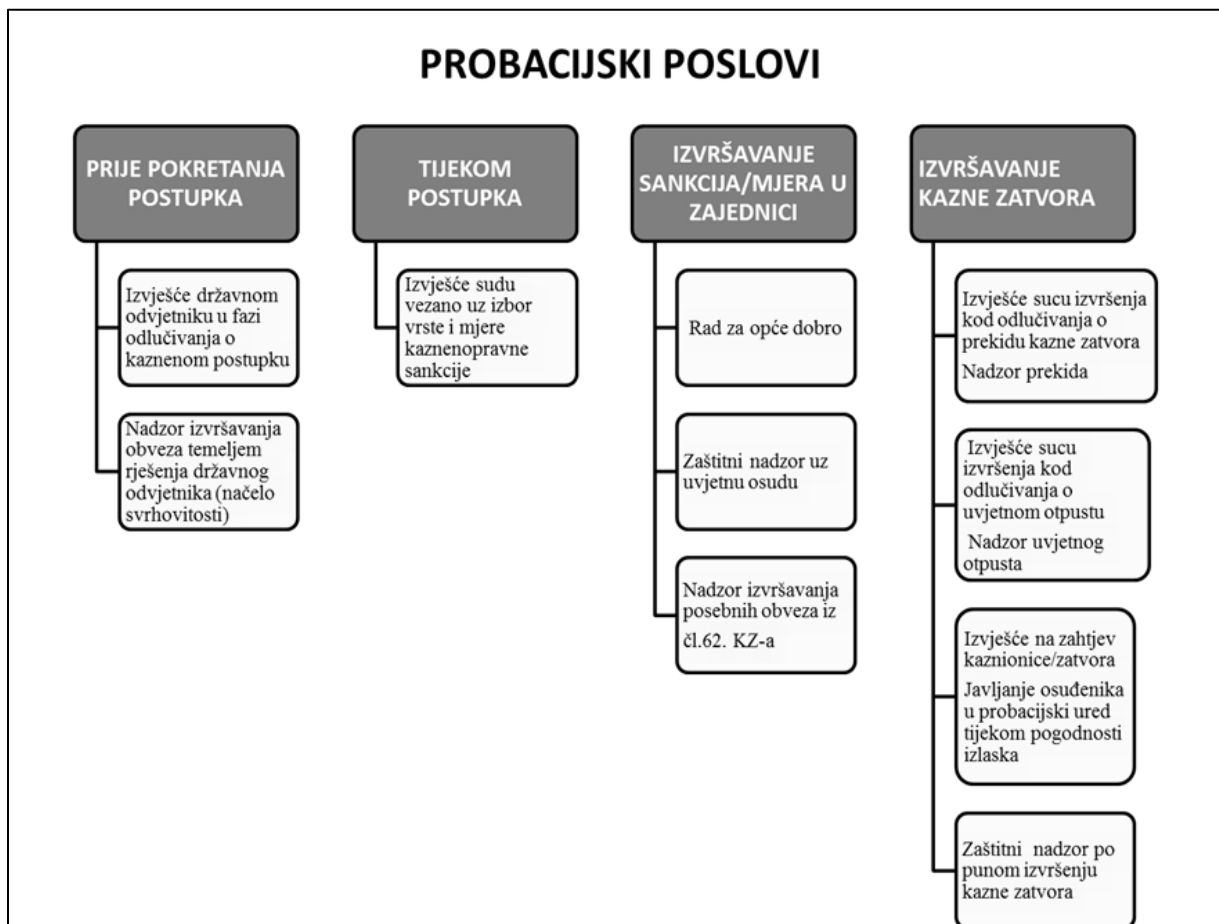 PROBACIJSKI POSLOVI
PRIJE POKRETANJA
POSTUPKA
Izvješće državnom
odvjetniku u fazi
odlučivanja o
kaznenom postupku
Nadzor izvršavanja
obveza temeljem
rješenja državnog
odvjetnika (načelo
svrhovitosti)
TIJEKOM
POSTUPKA
Izvješće sudu
vezano uz izbor
vrste i mjere
kaznenopravne
sankcije
IZVRŠAVANJE
SANKCIJA/MJERA U
ZAJEDNICI
Rad za opće dobro
Zaštitni nadzor uz
uvjetnu osudu
Nadzor izvršavanja
posebnih obveza iz
čl.62. KZ-a
IZVRŠAVANJE
KAZNE ZATVORA
Izvješće sucu izvršenja
kod odlučivanja o
prekidu kazne zatvora
Nadzor prekida
Izvješće sucu
izvršenja kod
odlučivanja o
uvjetnom otpustu
Nadzor uvjetnog
otpusta
Izvješće na zahtjev
kaznionice/zatvora
Javljanje osuđenika
u probacijski ured
tijekom pogodnosti
izlaska
Zaštitni nadzor po
punom izvršenju
kazne zatvora